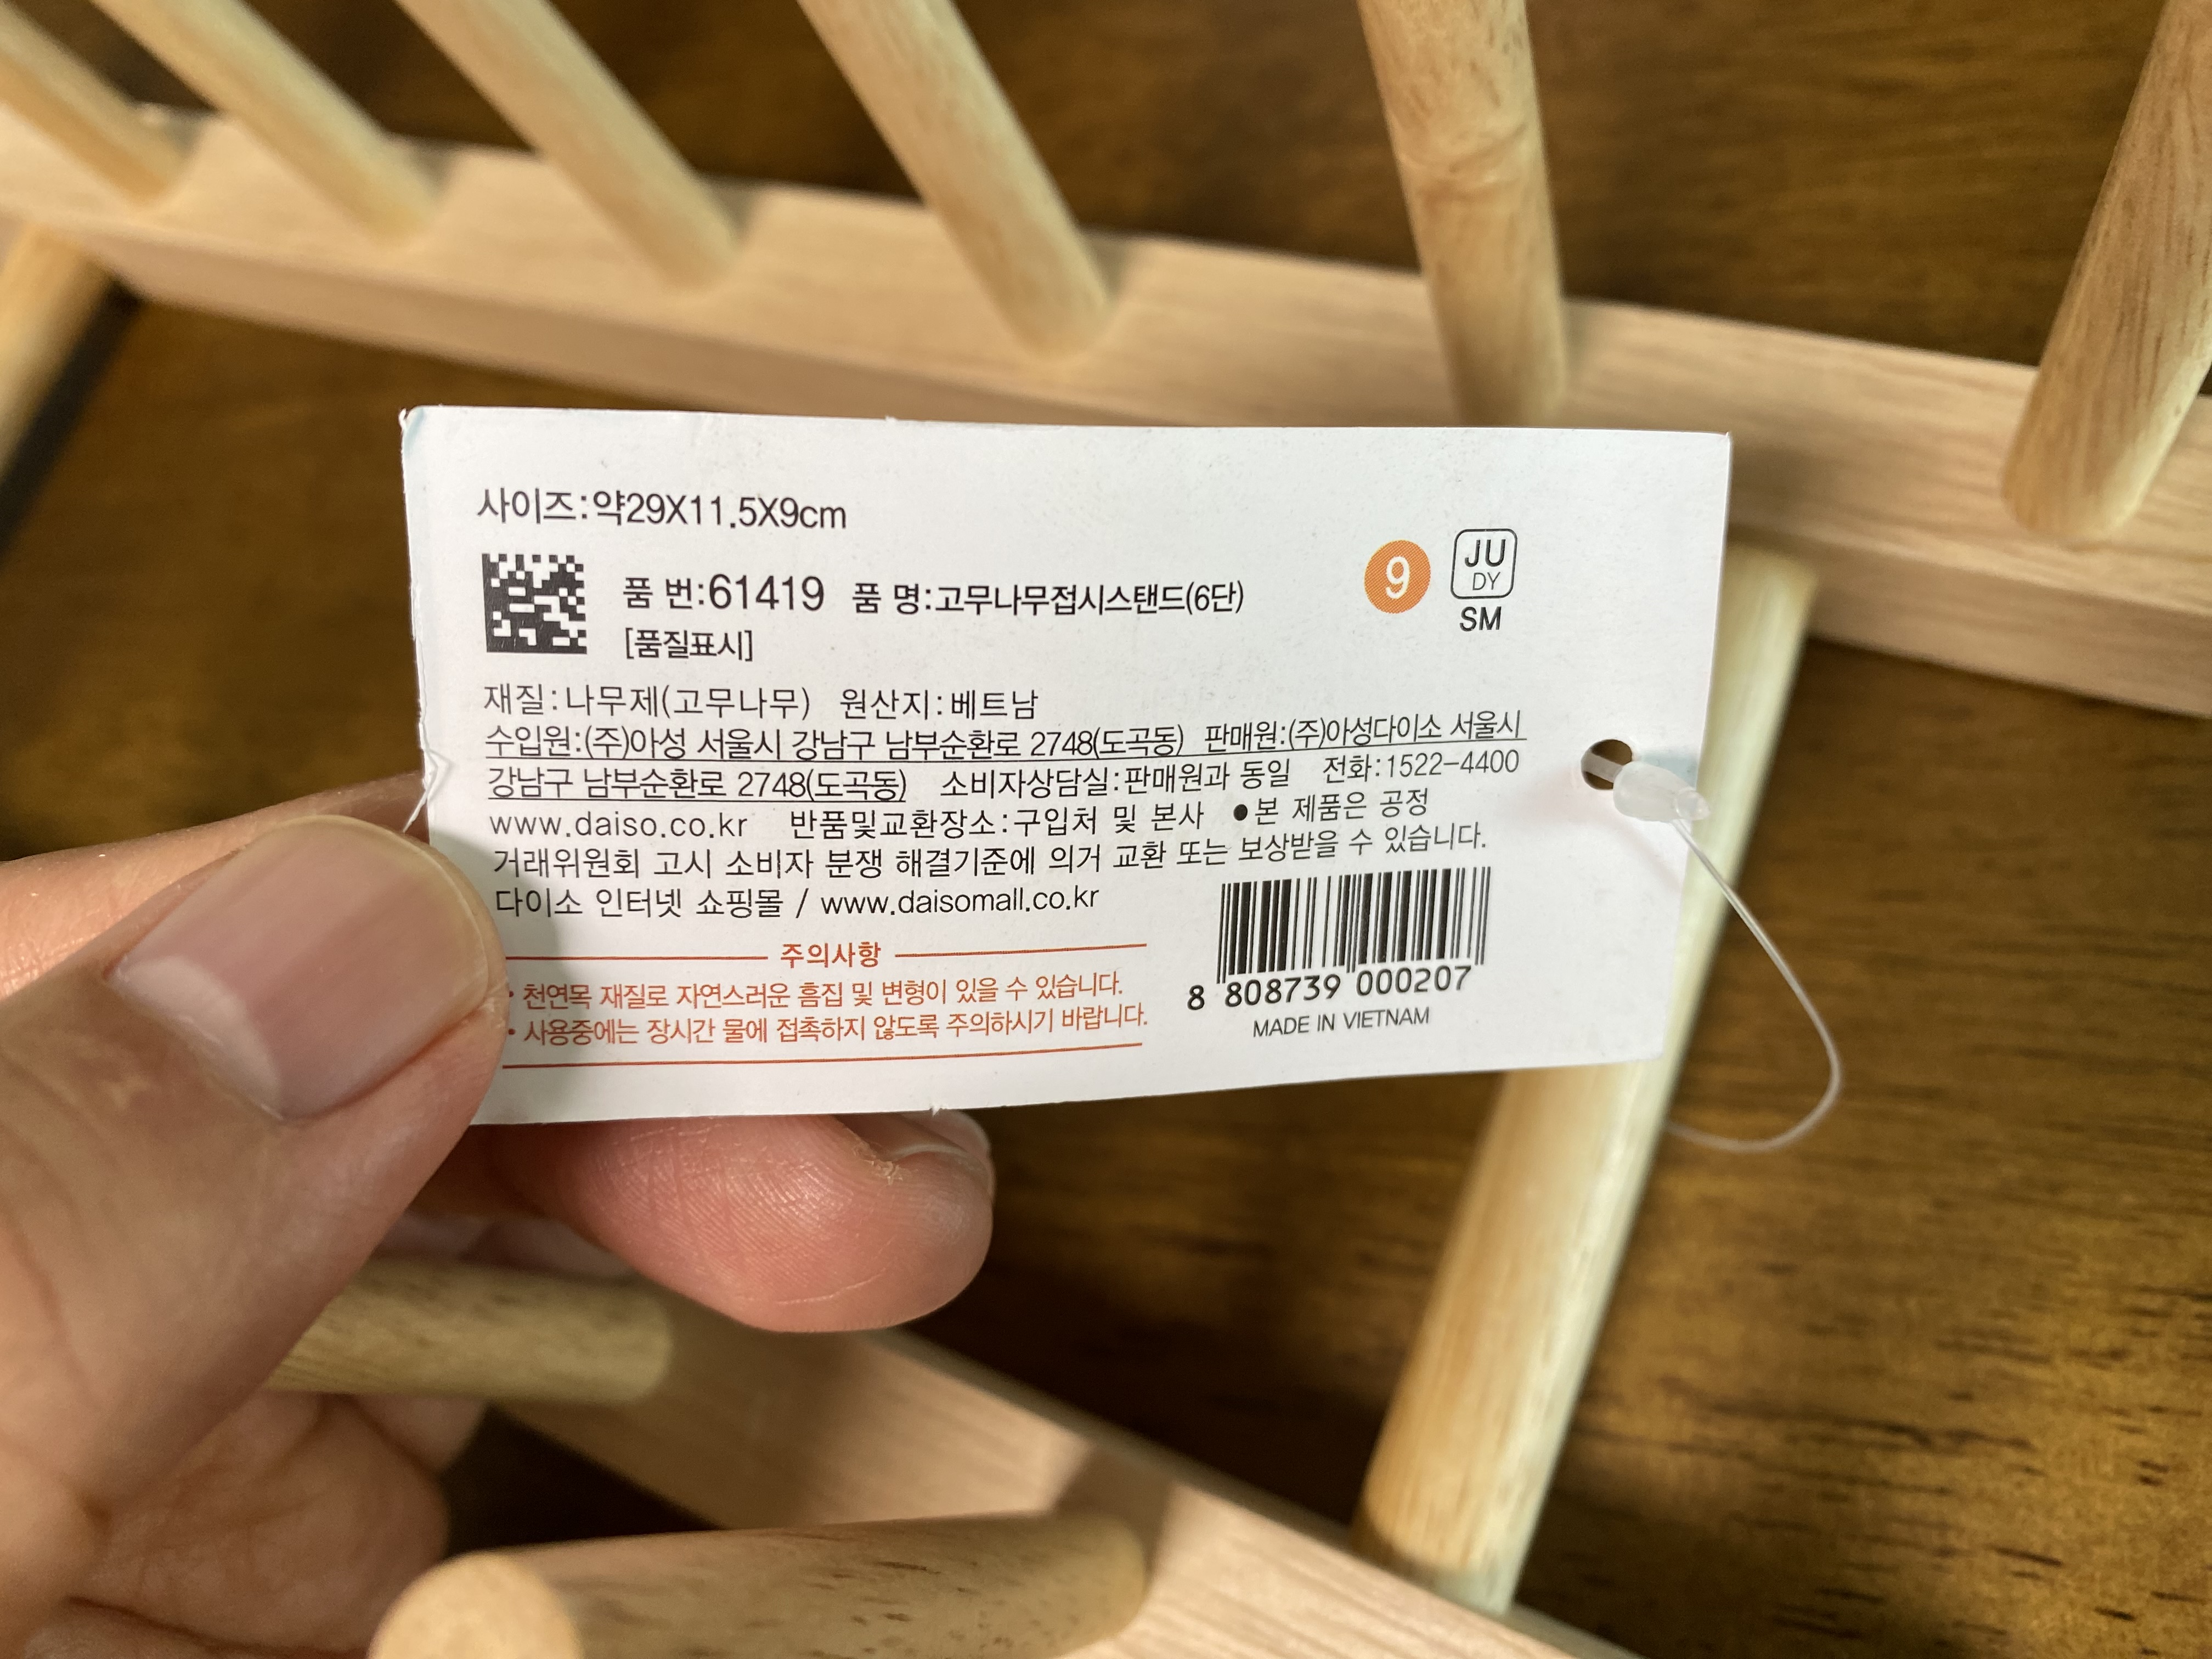 사이즈:약29X11.5X9cm
품 번:61419 품 명:고무나무접시스탠드(6단)
9
JU
DY
SM
[품질표시]
재질:나무제(고무나무) 원산지:베트남
수입원:(주)아성 서울시 강남구 남부순환로 2748(도곡동) 판매원:(주)아성다이소 서울시
강남구 남부순환로 2748(도곡동) 소비자상담실:판매원과 동일 전화:1522-4400
www.daiso.co.kr 반품및교환장소:구입처 및 본사 ●본 제품은 공정
거래위원회 고시 소비자 분쟁 해결기준에 의거 교환 또는 보상받을 수 있습니다.
다이소 인터넷 쇼핑몰 / www.daisomall.co.kr
주의사항
• 천연목 재질로 자연스러운 흠집 및 변형이 있을 수 있습니다.
• 사용중에는 장시간 물에 접촉하지 않도록 주의하시기 바랍니다.
8 808739 000207
MADE IN VIETNAM